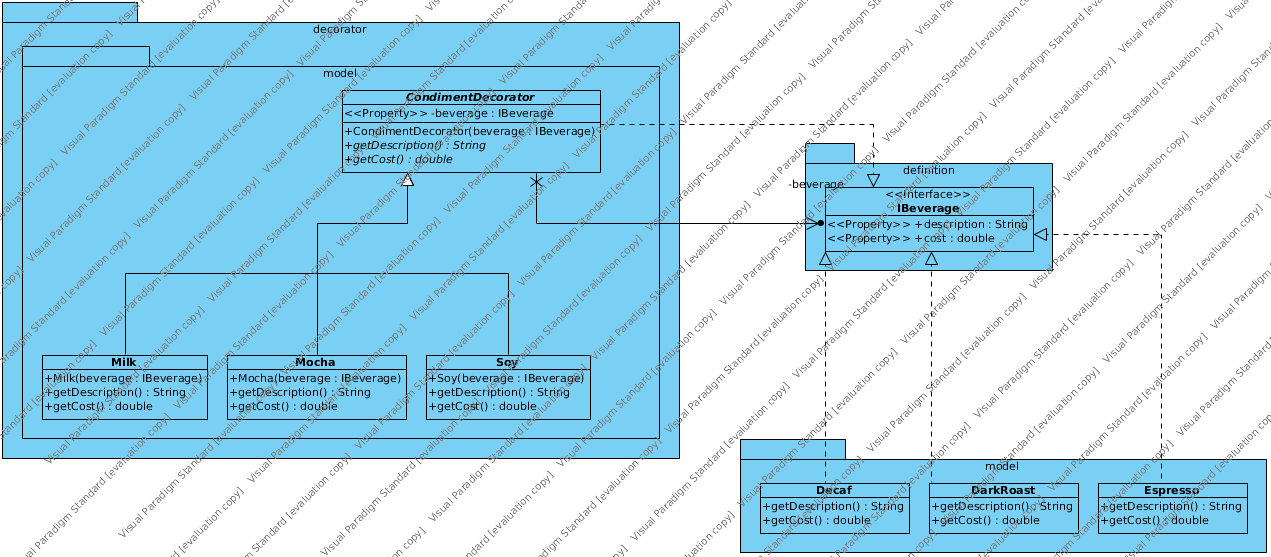 decorator
model
CondimentDecorator
<<Property>> -beverage : IBeverage
+CondimentDecorator(beverage : IBeverage)
+getDescription() : String
+getCost() : double
definition
-beverage
<<Interface>>
IBeverage
<<Property>> +description : String
<<Property>> +cost : double
Milk
+Milk(beverage : IBeverage)
+getDescription() : String
+getCost() : double
Mocha
+Mocha(beverage : IBeverage)
+getDescription() : String
+getCost() : double
Soy
+Soy(beverage : IBeverage)
+getDescription() : String
+getCost() : double
model
Decaf
+getDescription() : String
+getCost() : double
DarkRoast
+getDescription() : String
+getCost() : double
Espresso
+getDescription() : String
+getCost() : double
Visual Paradigm Standard [evaluation copy]